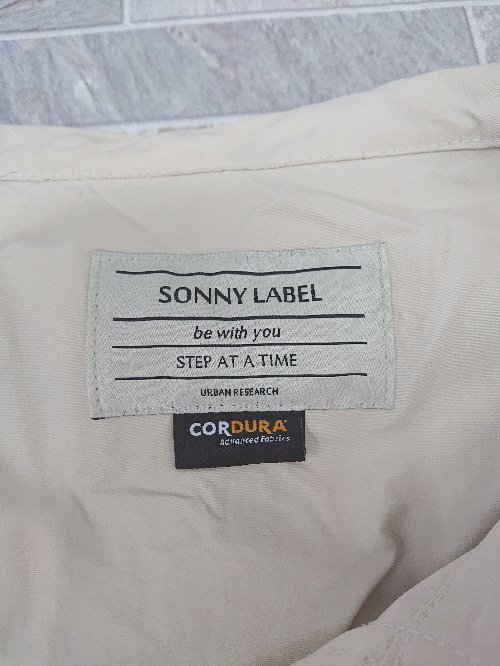 SONNY LABEL
be with you
STEP AT A TIME
URBAN RESEARCH
CORDURA®
Advanced Fabrics